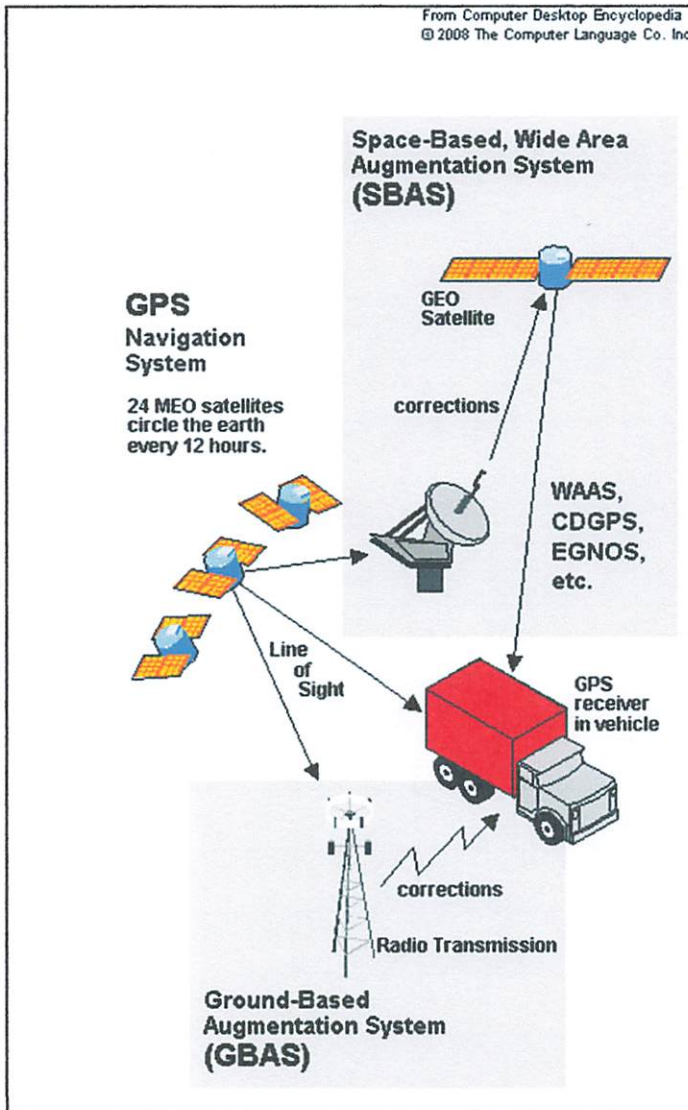 From Computer Desktop Encyclopedia
© 2008 The Computer Language Co. Inc
Space-Based, Wide Area
Augmentation System
(SBAS)
GEO
Satellite
GPS
Navigation
System
24 MEO satellites
circle the earth
every 12 hours.
corrections
WAAS,
CDGPS,
EGNOS,
etc.
Line
of
Sight
GPS
receiver
in vehicle
corrections
Radio Transmission
Ground-Based
Augmentation System
(GBAS)